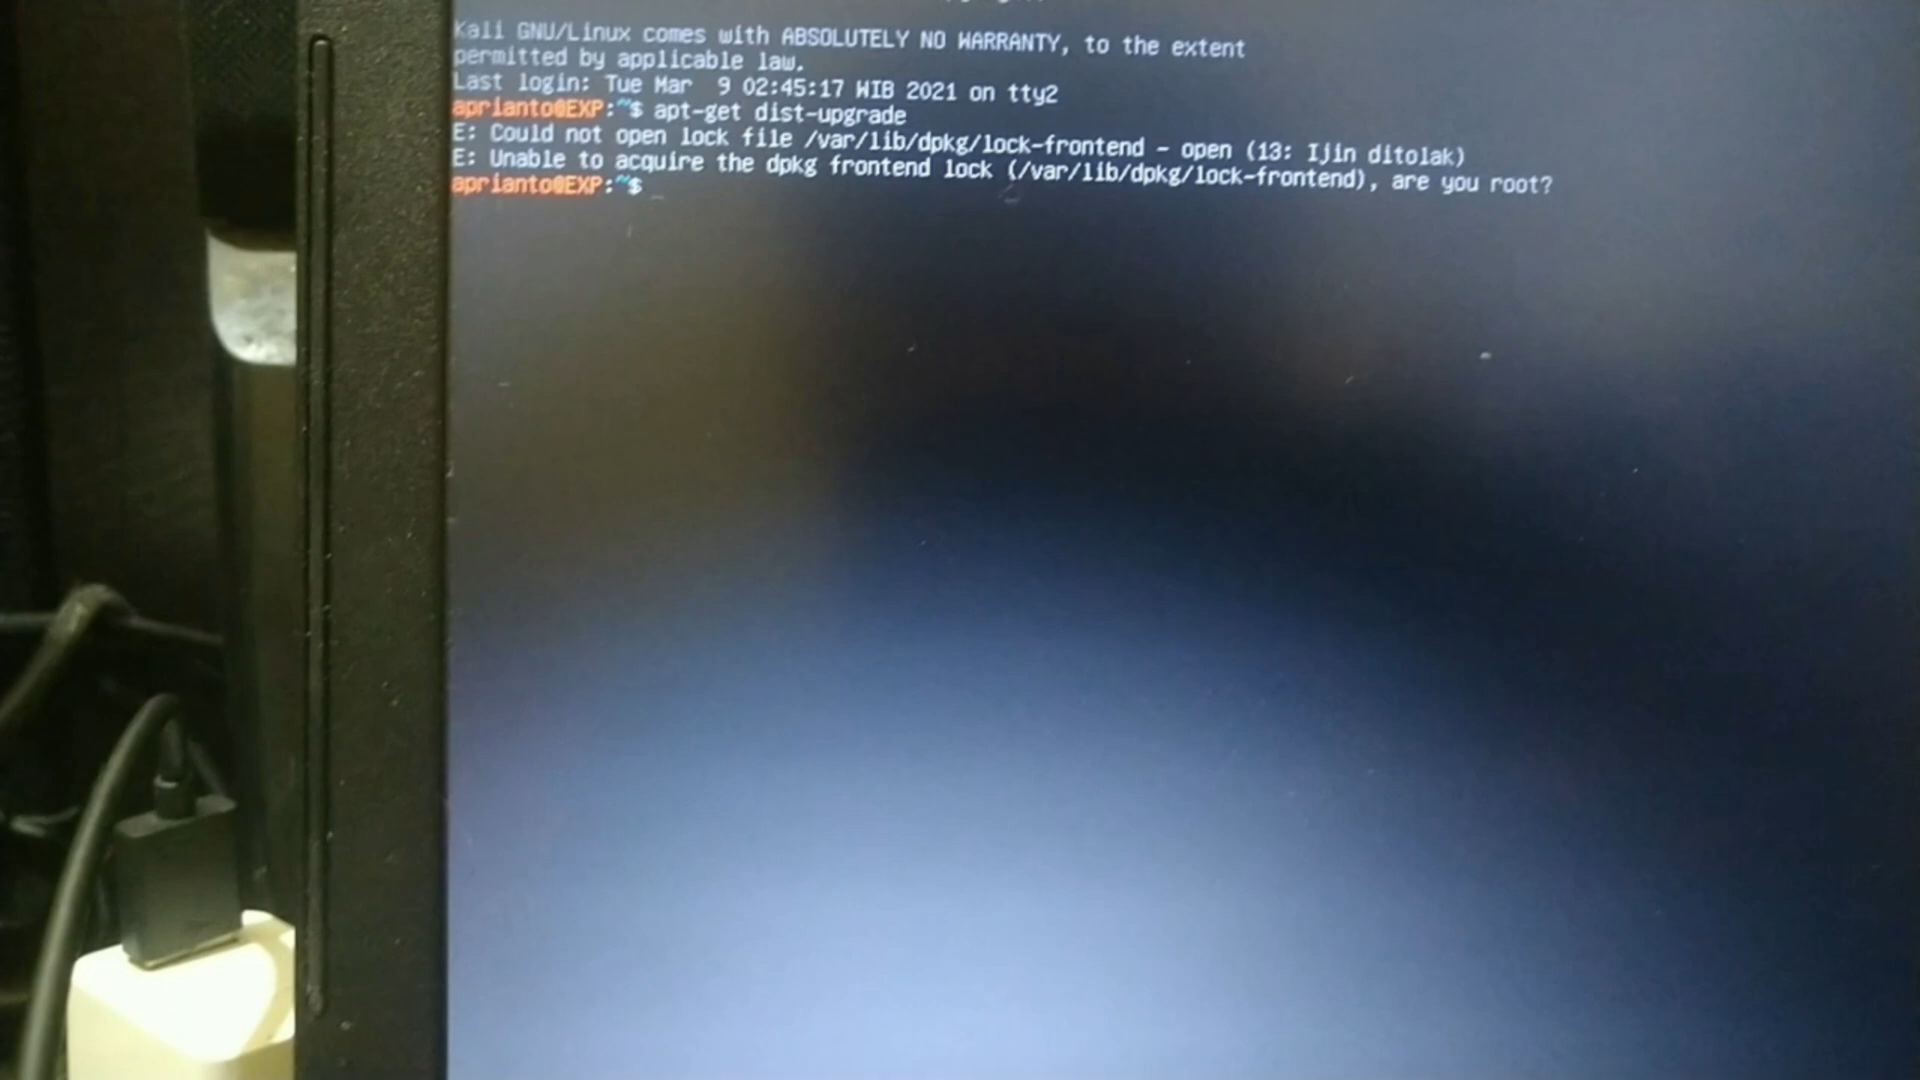 Kali GNU/Linux comes with ABSOLUTELY NO WARRANTY, to the extent
permitted by applicable law.
Last login: Tue Mar  9 02:45:17 WIB 2021 on tty2
aprianto@EXP:~$ apt-get dist-upgrade
E: Could not open lock file /var/lib/dpkg/lock-frontend - open (13: Ijin ditolak)
E: Unable to acquire the dpkg frontend lock (/var/lib/dpkg/lock-frontend), are you root?
aprianto@EXP:~$ _